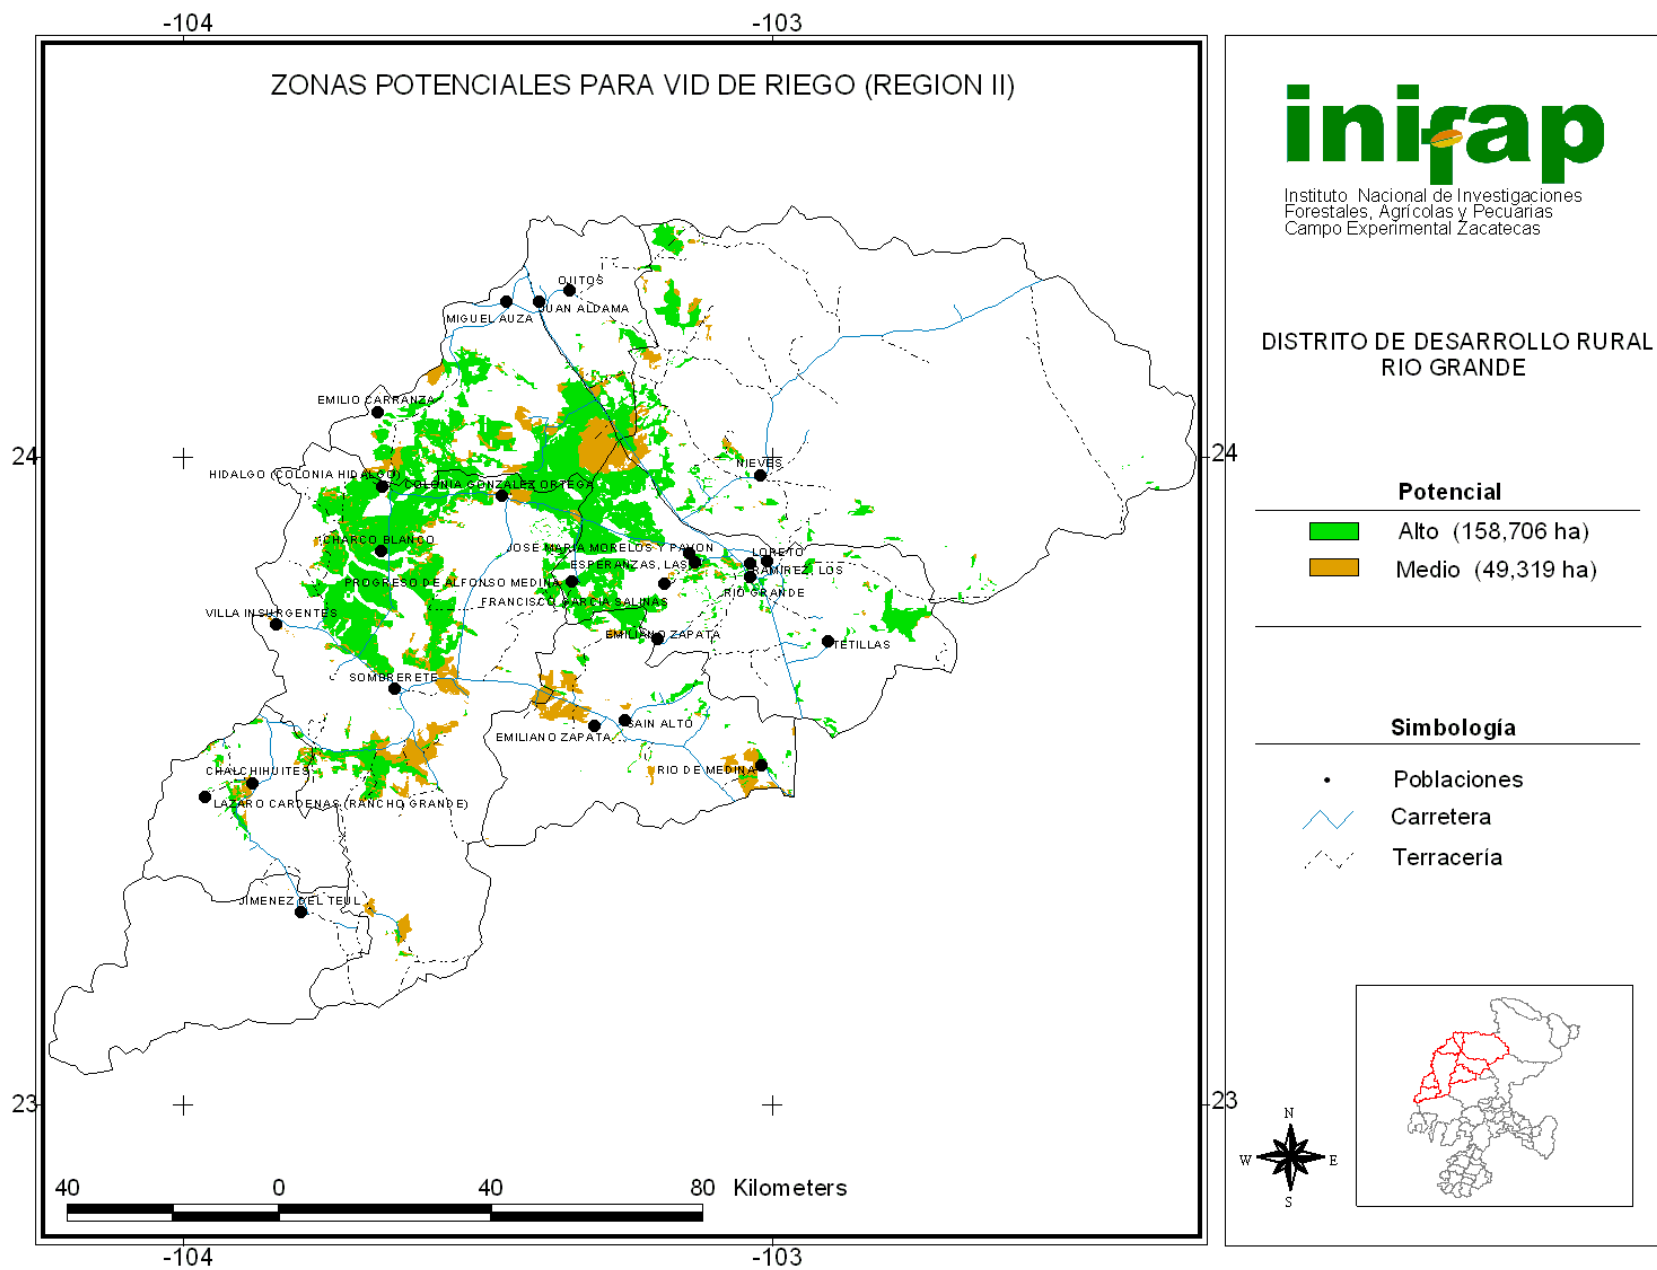 -104
-103
ZONAS POTENCIALES PARA VID DE RIEGO (REGION II)
OJITOS
JUAN ALDAMA
MIGUEL AUZA
EMILIO CARRANZA
24
24
NIEVES
HIDALGO (COLONIA HIDALGO)
COLONIA GONZALEZ ORTEGA
CHARCO BLANCO
JOSE MARIA MORELOS Y PAVON
LORETO
ESPERANZAS, LAS
RAMIREZ, LOS
PROGRESO DE ALFONSO MEDINA
RIO GRANDE
FRANCISCO GARCIA SALINAS
VILLA INSURGENTES
EMILIANO ZAPATA
TETILLAS
SOMBRERETE
SAIN ALTO
EMILIANO ZAPATA
RIO DE MEDINA
CHALCHIHUITES
LAZARO CARDENAS (RANCHO GRANDE)
JIMENEZ DEL TEUL
23
23
40 0 40 80 Kilometers
-104
-103
inifap
Instituto Nacional de Investigaciones
Forestales, Agrícolas y Pecuarias
Campo Experimental Zacatecas
DISTRITO DE DESARROLLO RURAL
RIO GRANDE
Potencial
Alto (158,706 ha)
Medio (49,319 ha)
Simbología
Poblaciones
Carretera
Terracería
N
W E
S